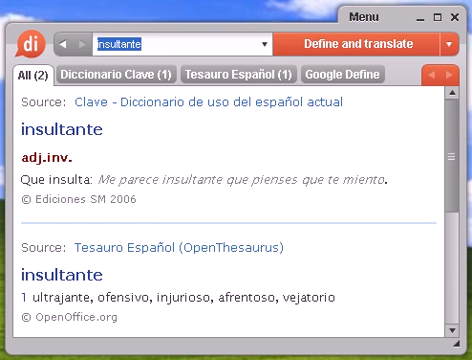 Menu
di
insultante
Define and translate
All (2)
Diccionario Clave (1)
Tesauro Español (1)
Google Define
Source: Clave - Diccionario de uso del español actual
insultante
adj.inv.
Que insulta: Me parece insultante que pienses que te miento.
© Ediciones SM 2006
Source: Tesauro Español (OpenThesaurus)
insultante
1 ultrajante, ofensivo, injurioso, afrentoso, vejatorio
© OpenOffice.org